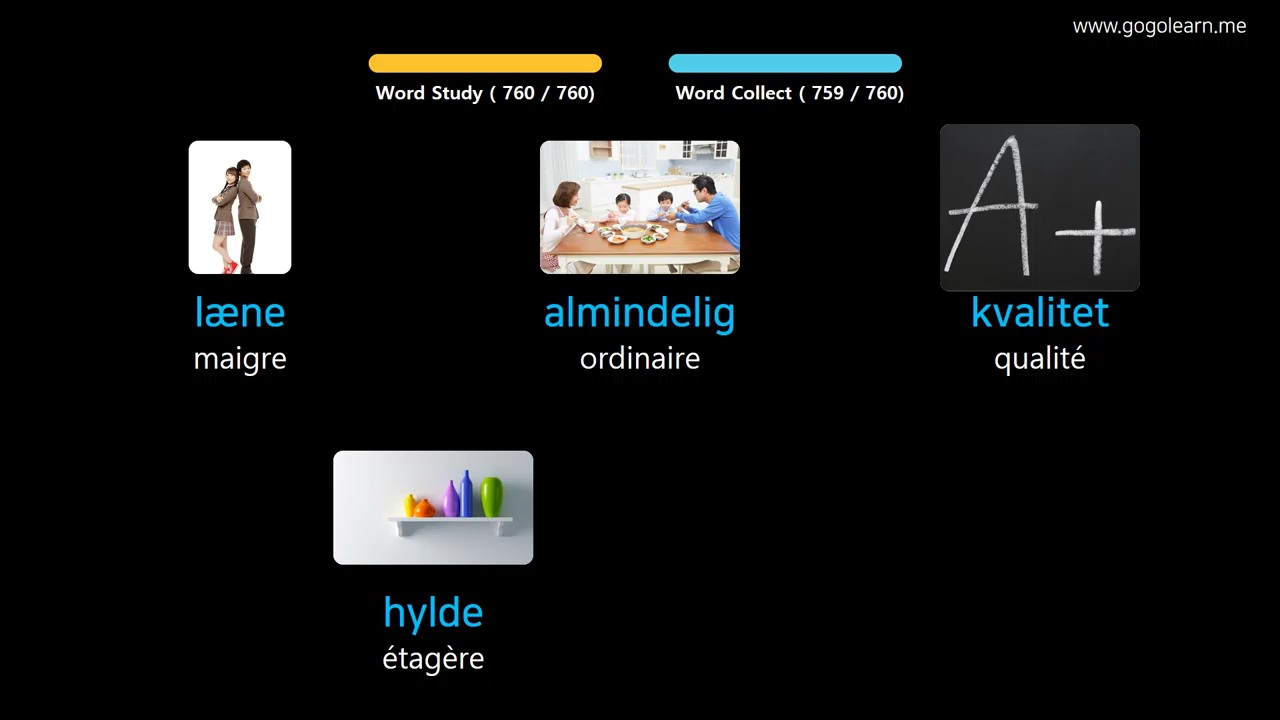 www.gogolearn.me
Word Study ( 760 / 760)
Word Collect ( 759 / 760)
A+
læne
almindelig
kvalitet
maigre
ordinaire
qualité
hylde
étagère